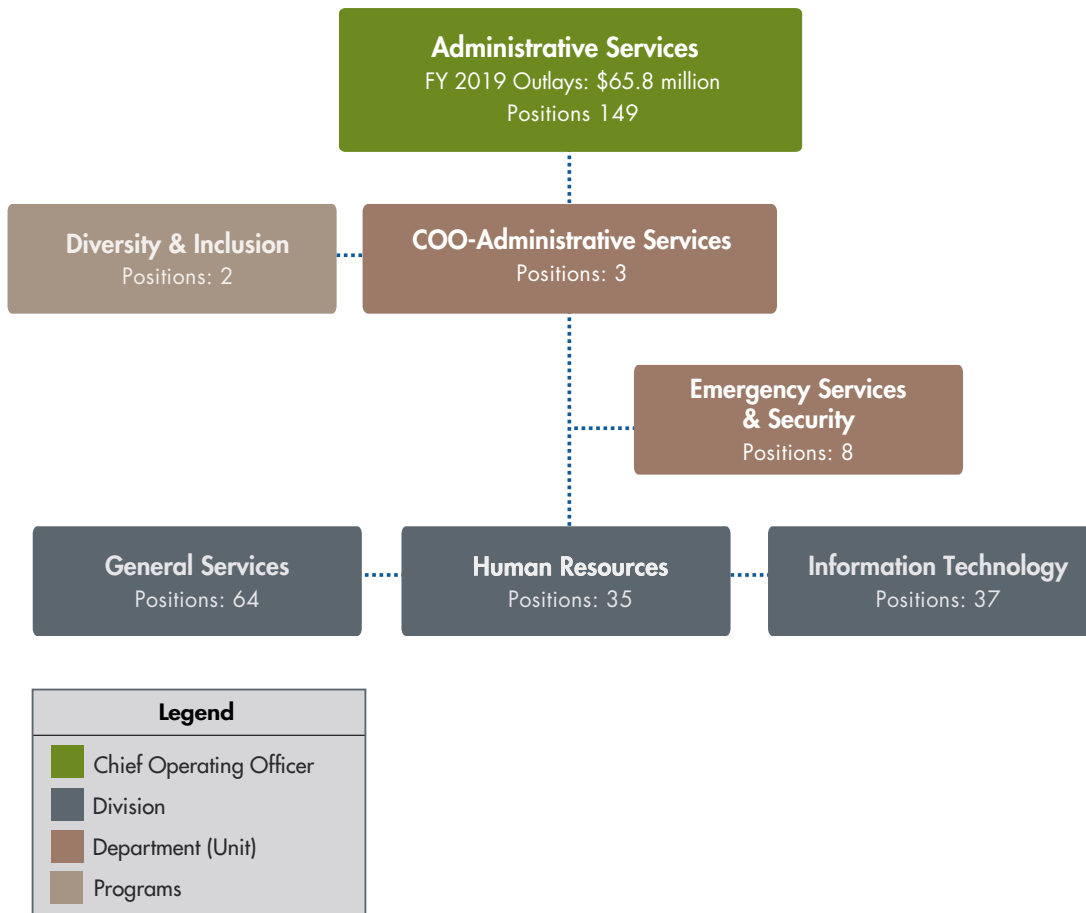 Administrative Services
FY 2019 Outlays: $65.8 million
Positions 149
Diversity & Inclusion
Positions: 2
COO-Administrative Services
Positions: 3
Emergency Services
& Security
Positions: 8
General Services
Positions: 64
Human Resources
Positions: 35
Information Technology
Positions: 37
Legend
Chief Operating Officer
Division
Department (Unit)
Programs